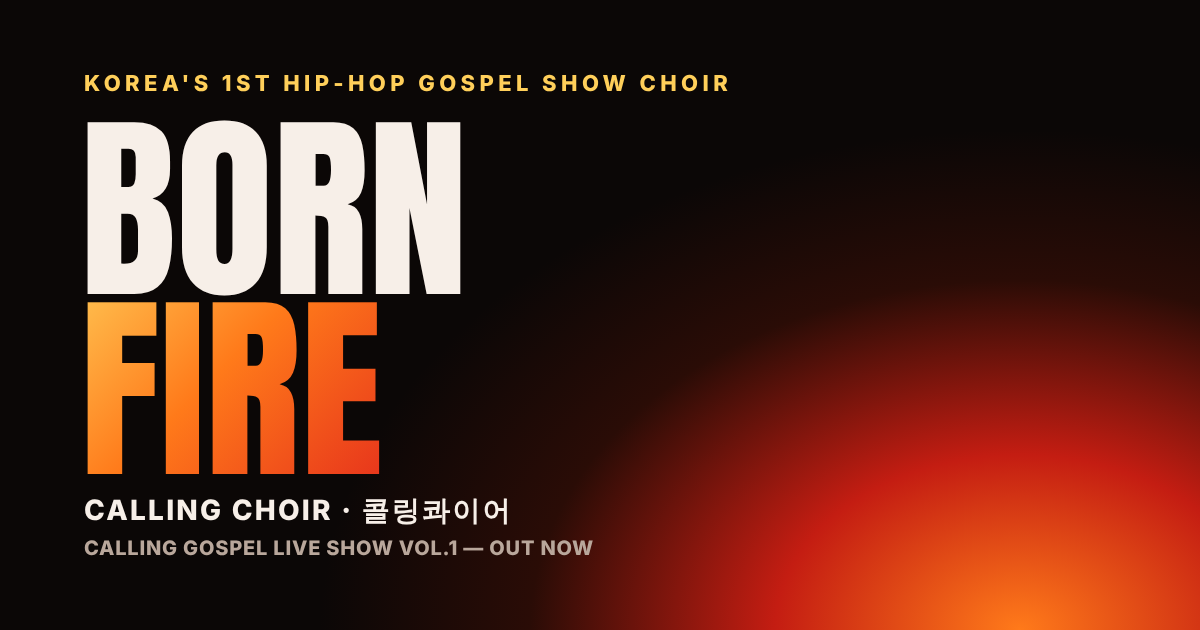 KOREA'S 1ST HIP-HOP GOSPEL SHOW CHOIR
BORN
FIRE
CALLING CHOIR · 콜링콰이어
CALLING GOSPEL LIVE SHOW VOL.1 — OUT NOW